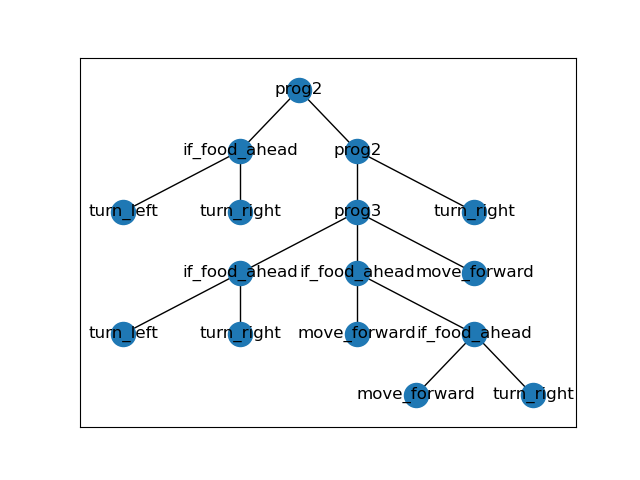 prog2
if_food_ahead prog2
turn_left turn_right prog3 turn_right
if_food_ahead if_food_ahead move_forward
turn_left turn_right move_forward if_food_ahead
move_forward turn_right